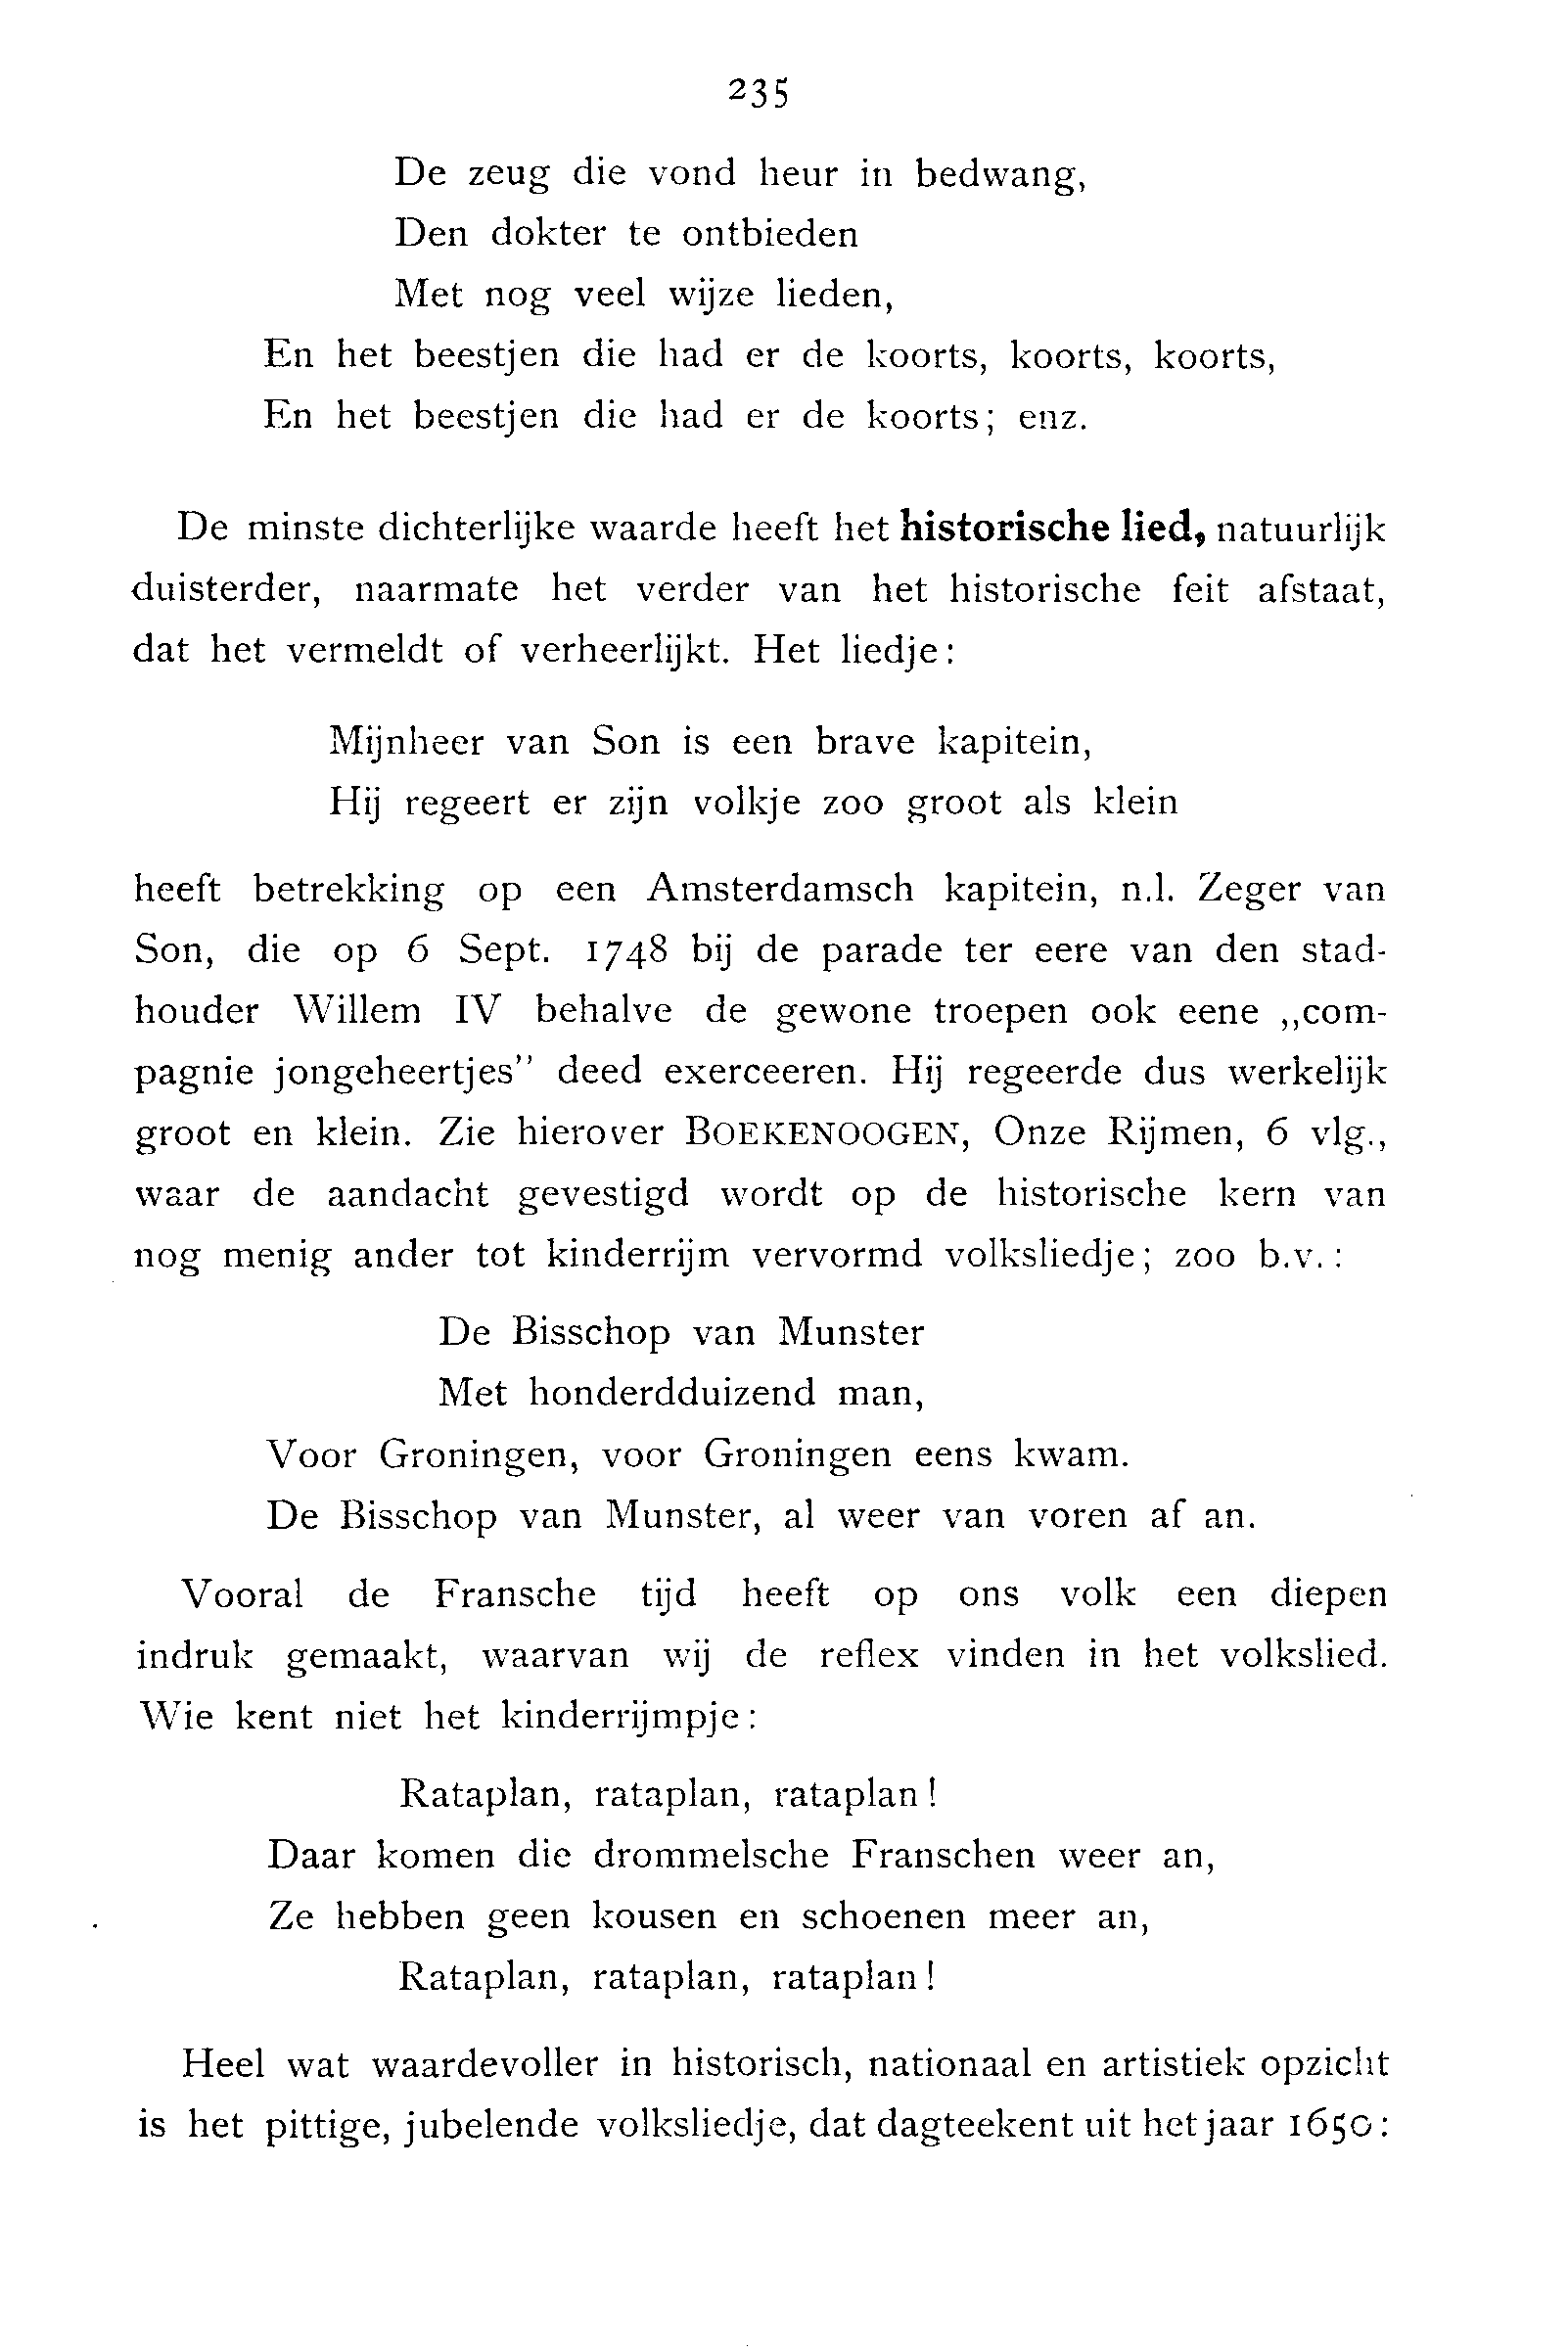 235
De zeug die vond heur in bedwang,
Den dokter te ontbieden
Met nog veel wijze lieden,
En het beestjen die had er de koorts, koorts, koorts,
En het beestjen die had er de koorts; enz.
De minste dichterlijke waarde heeft het historische lied, natuurlijk
duisterder, naarmate het verder van het historische feit afstaat,
dat het vermeldt of verheerlijkt. Het liedje:
Mijnheer van Son is een brave kapitein,
Hij regeert er zijn volkje zoo groot als klein
heeft betrekking op een Amsterdamsch kapitein, n.l. Zeger van
Son, die op 6 Sept. 1748 bij de parade ter eere van den stad-
houder Willem IV behalve de gewone troepen ook eene „com-
pagnie jongeheertjes” deed exerceeren. Hij regeerde dus werkelijk
groot en klein. Zie hierover BOEKENOOGEN, Onze Rijmen, 6 vlg.,
waar de aandacht gevestigd wordt op de historische kern van
nog menig ander tot kinderrijm vervormd volksliedje; zoo b.v.:
De Bisschop van Munster
Met honderdduizend man,
Voor Groningen, voor Groningen eens kwam.
De Bisschop van Munster, al weer van voren af an.
Vooral de Fransche tijd heeft op ons volk een diepen
indruk gemaakt, waarvan wij de reflex vinden in het volkslied.
Wie kent niet het kinderrijmpje:
Rataplan, rataplan, rataplan!
Daar komen die drommelsche Franschen weer an,
Ze hebben geen kousen en schoenen meer an,
Rataplan, rataplan, rataplan!
Heel wat waardevoller in historisch, nationaal en artistiek opzicht
is het pittige, jubelende volksliedje, dat dagteekent uit het jaar 1650: